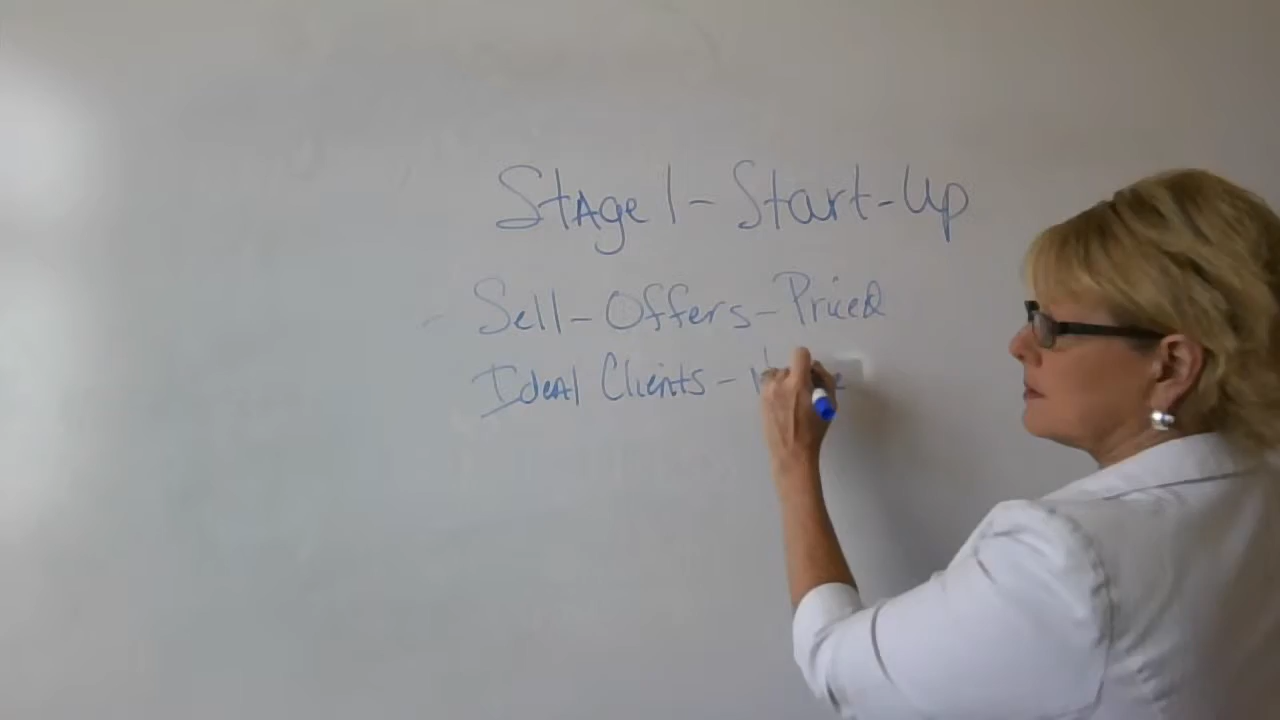 StAge 1 - Start-Up
Sell - Offers - Priced
IdeAl Clients -